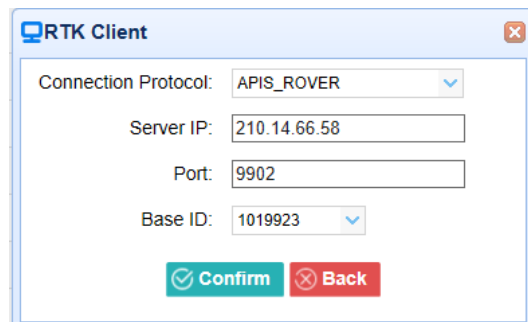 RTK Client
Connection Protocol: APIS_ROVER
Server IP: 210.14.66.58
Port: 9902
Base ID: 1019923
Confirm Back